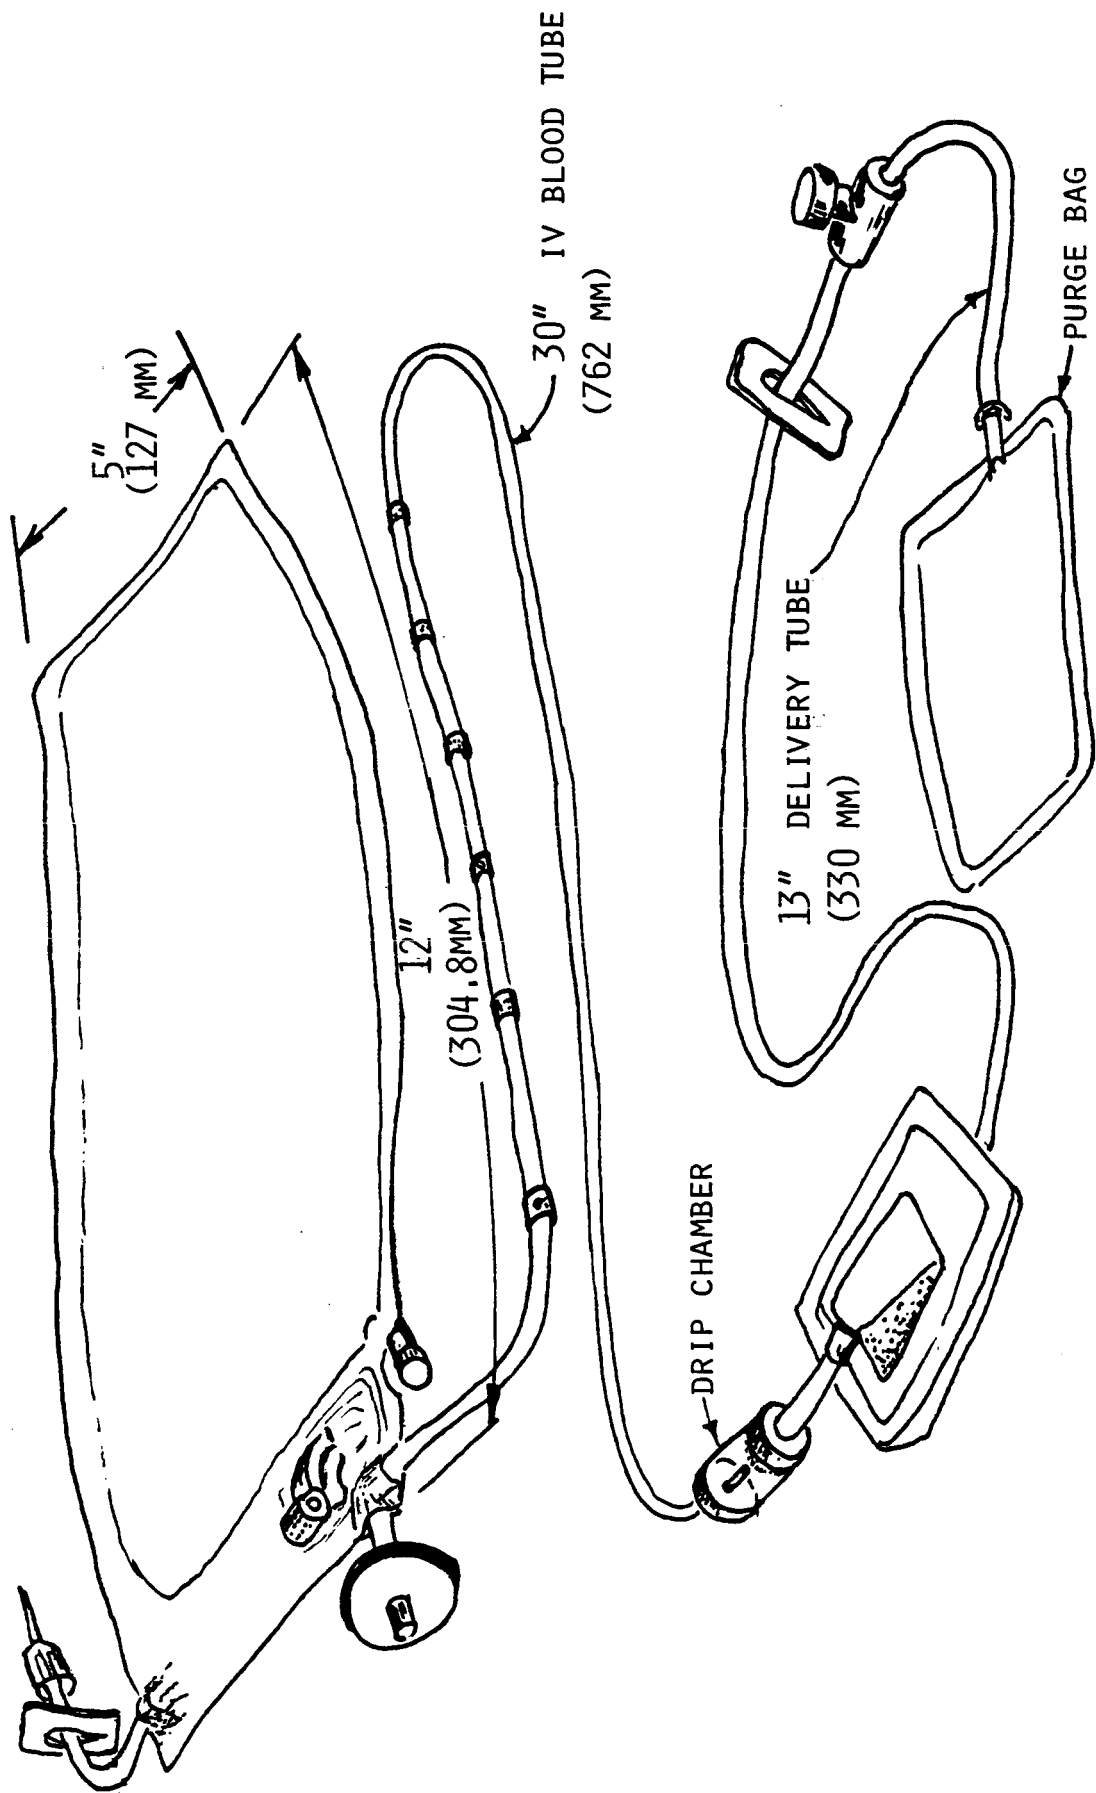 5"
(127 MM)
30" IV BLOOD TUBE
(762 MM)
12"
(304.8MM)
13" DELIVERY TUBE
(330 MM)
PURGE BAG
DRIP CHAMBER